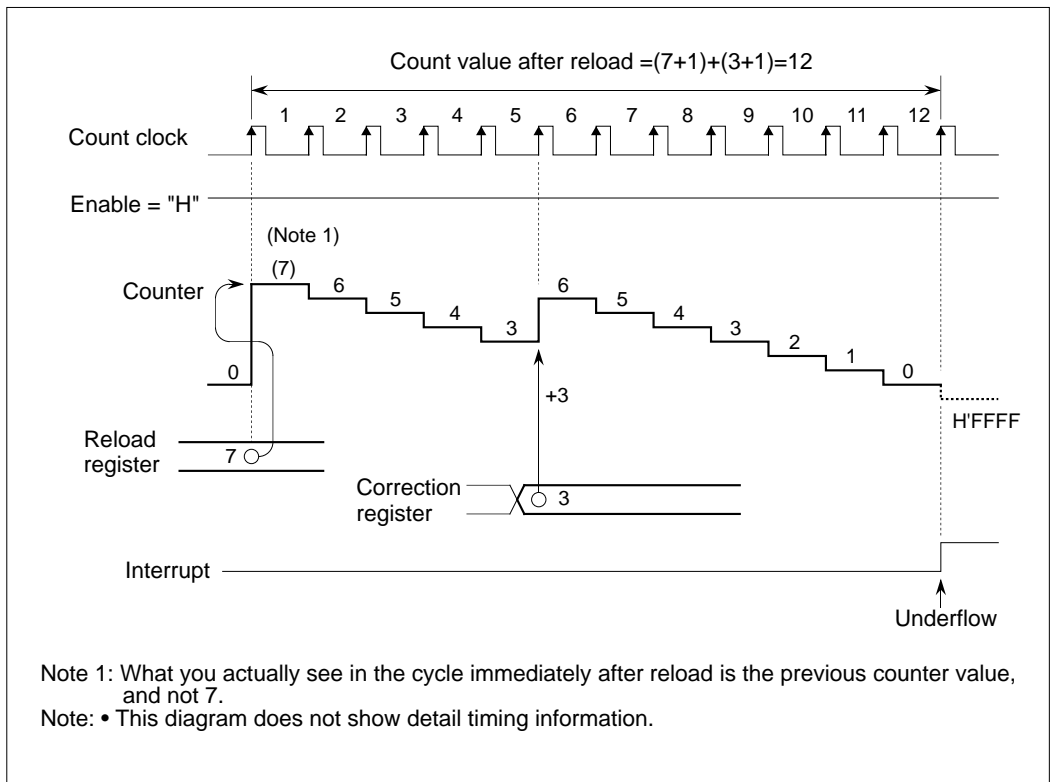 Count value after reload =(7+1)+(3+1)=12
1 2 3 4 5 6 7 8 9 10 11 12
Count clock
Enable = "H"
(Note 1)
Counter
(7) 6 5 4 3 6 5 4 3 2 1 0
0
+3
H'FFFF
Reload
register
7
Correction
register
3
Interrupt
Underflow
Note 1: What you actually see in the cycle immediately after reload is the previous counter value,
and not 7.
Note: • This diagram does not show detail timing information.